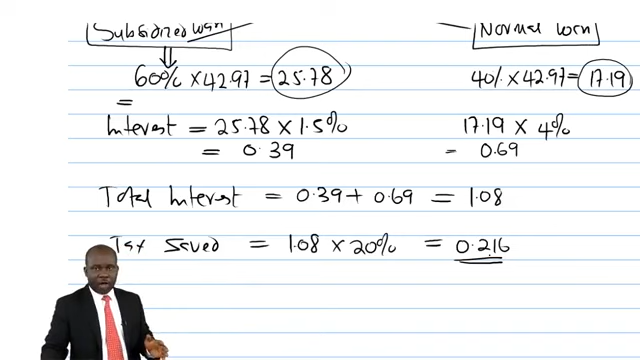 Subsidized loan
Normal loan
60% × 42.97 = 25.78
40% × 42.97 = 17.19
=
Interest = 25.78 × 1.5%
17.19 × 4%
= 0.39
= 0.69
Total Interest = 0.39 + 0.69 = 1.08
Tax Saved = 1.08 × 20% = 0.216